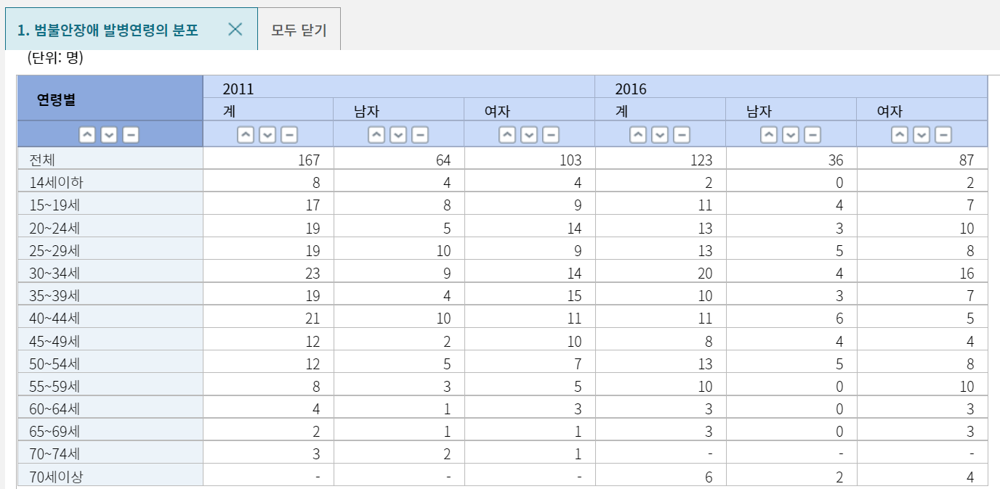 1. 범불안장애 발병연령의 분포 모두 닫기
(단위: 명)
연령별 2011 2016
계 남자 여자 계 남자 여자
전체 167 64 103 123 36 87
14세이하 8 4 4 2 0 2
15~19세 17 8 9 11 4 7
20~24세 19 5 14 13 3 10
25~29세 19 10 9 13 5 8
30~34세 23 9 14 20 4 16
35~39세 19 4 15 10 3 7
40~44세 21 10 11 11 6 5
45~49세 12 2 10 8 4 4
50~54세 12 5 7 13 5 8
55~59세 8 3 5 10 0 10
60~64세 4 1 3 3 0 3
65~69세 2 1 1 3 0 3
70~74세 3 2 1 - - -
70세이상 - - - 6 2 4